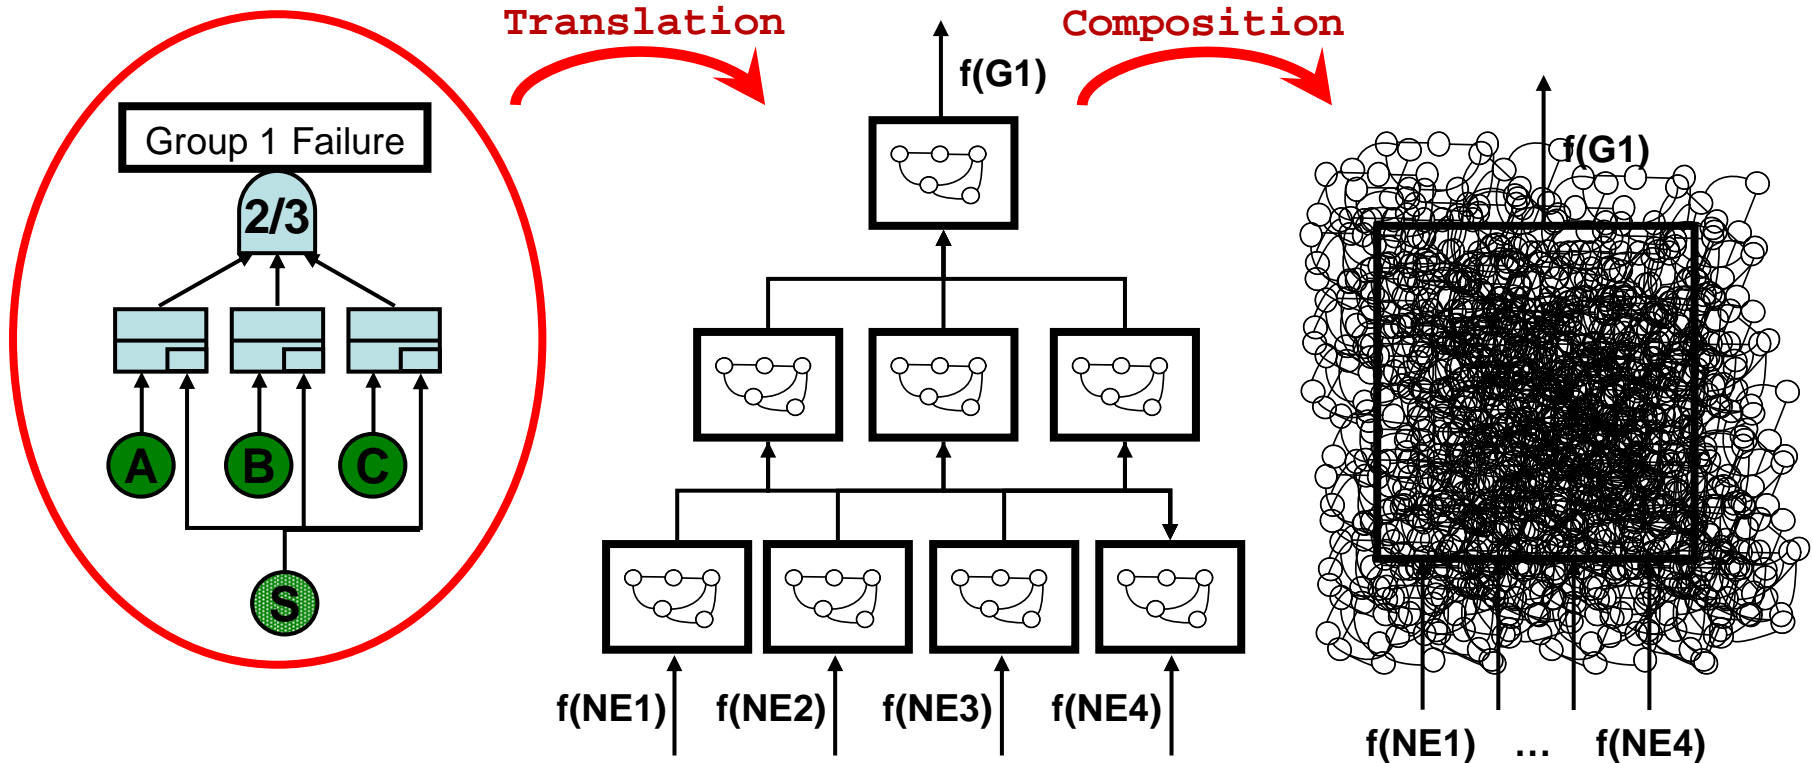 Translation
Composition
f(G1)
Group 1 Failure
2/3
A
B
C
S
f(NE1)
f(NE2)
f(NE3)
f(NE4)
f(G1)
f(NE1) ... f(NE4)